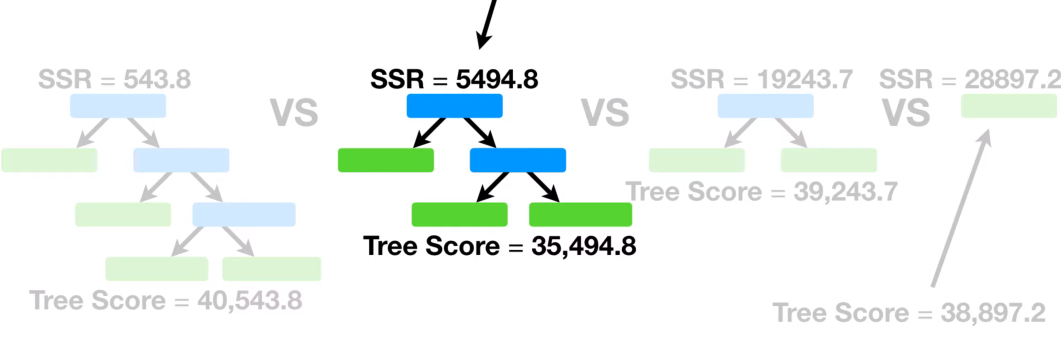 SSR = 543.8
SSR = 5494.8
SSR = 19243.7
SSR = 28897.2
VS
VS
VS
Tree Score = 39,243.7
Tree Score = 35,494.8
Tree Score = 40,543.8
Tree Score = 38,897.2